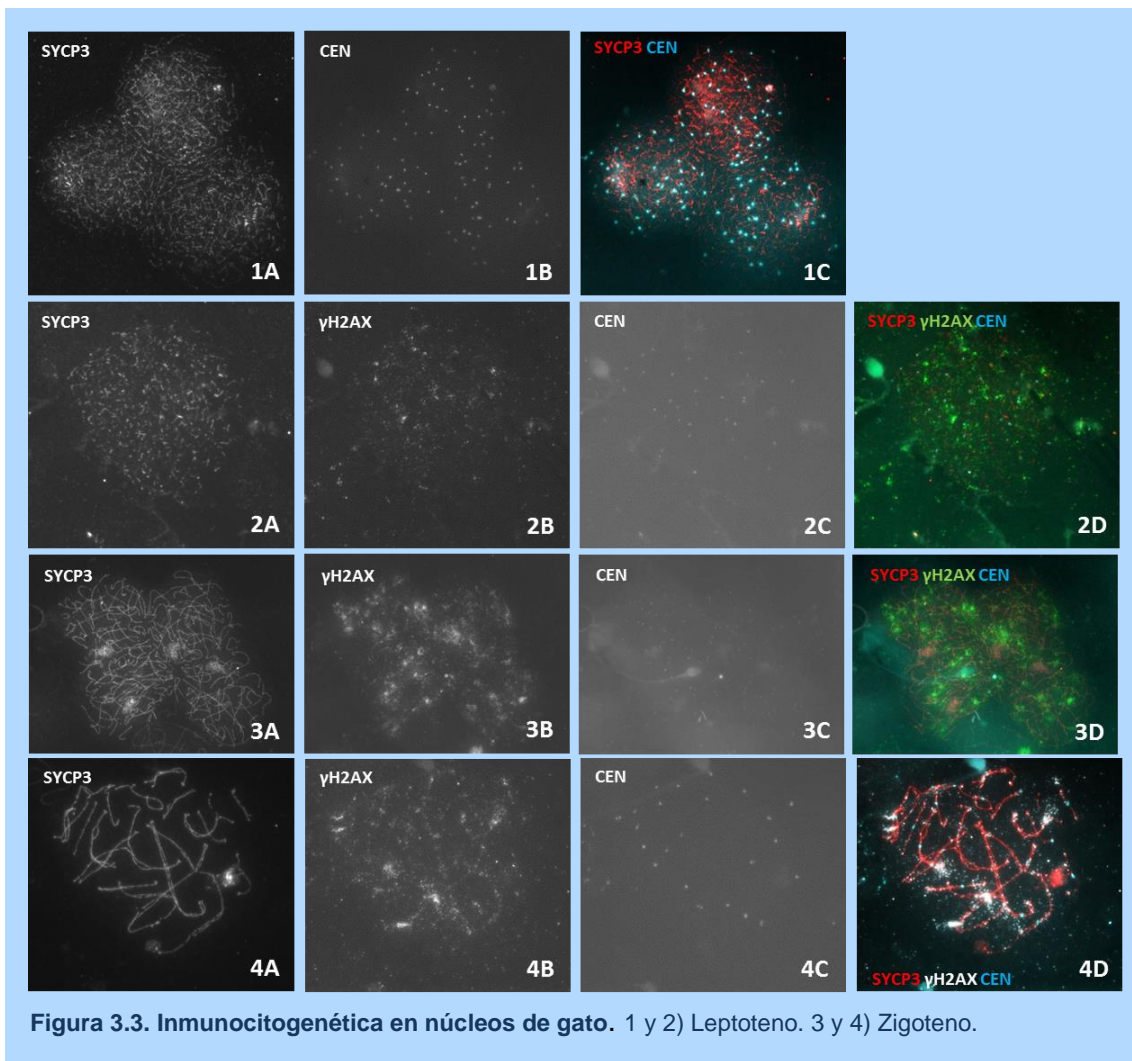 SYCP3
CEN
SYCP3 CEN
1A
1B
1C
SYCP3
γH2AX
CEN
SYCP3 γH2AX CEN
2A
2B
2C
2D
SYCP3
γH2AX
CEN
SYCP3 γH2AX CEN
3A
3B
3C
3D
SYCP3
γH2AX
CEN
4A
4B
4C
4D
SYCP3 γH2AX CEN
Figura 3.3. Inmunocitogenética en núcleos de gato. 1 y 2) Leptoteno. 3 y 4) Zigoteno.